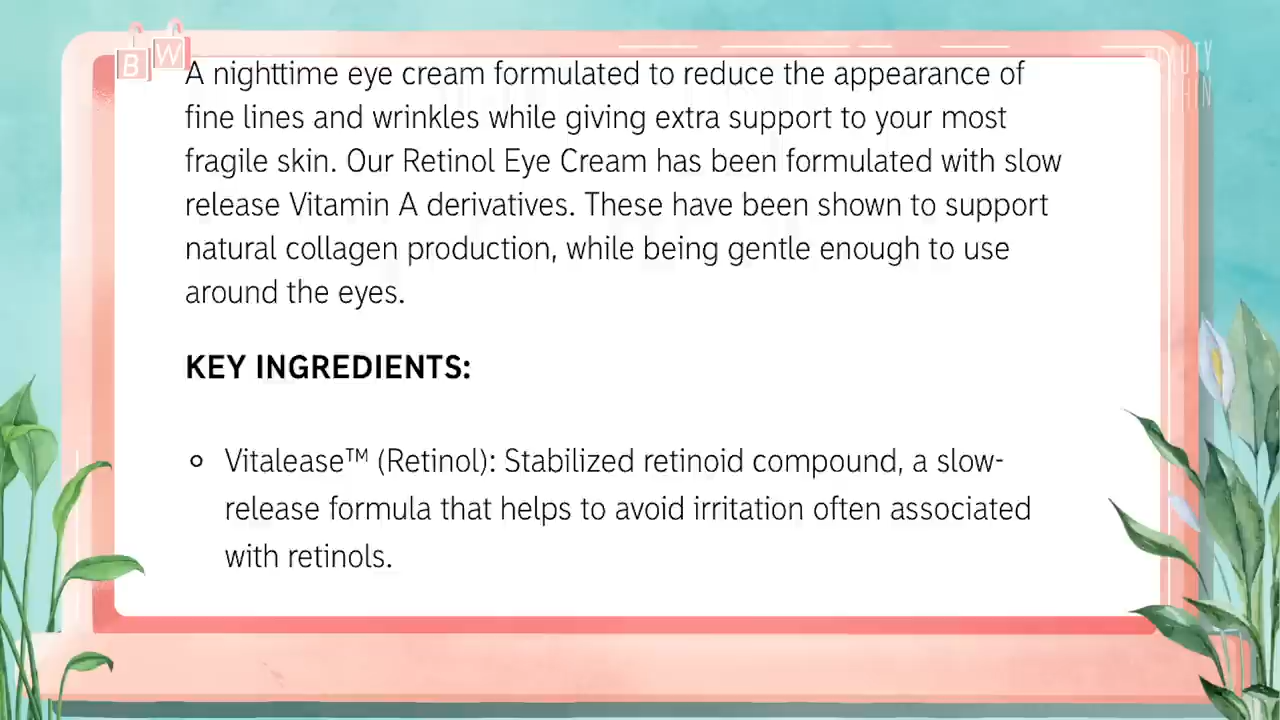 B W
A nighttime eye cream formulated to reduce the appearance of
fine lines and wrinkles while giving extra support to your most
fragile skin. Our Retinol Eye Cream has been formulated with slow
release Vitamin A derivatives. These have been shown to support
natural collagen production, while being gentle enough to use
around the eyes.
KEY INGREDIENTS:
Vitalease™ (Retinol): Stabilized retinoid compound, a slow-
release formula that helps to avoid irritation often associated
with retinols.